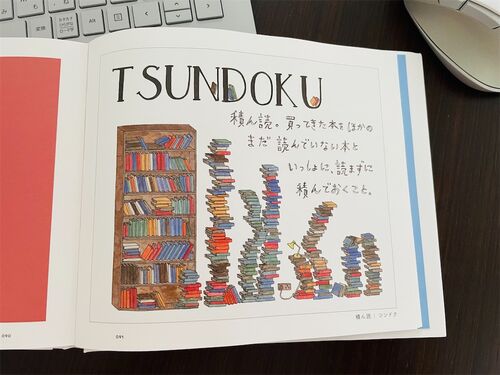 TSUNDOKU
積ん読。買ってきた本をほかの
まだ読んでいない本と
いっしょに、読まずに
積んでおくこと。
積ん読 | ツンドク
090
091